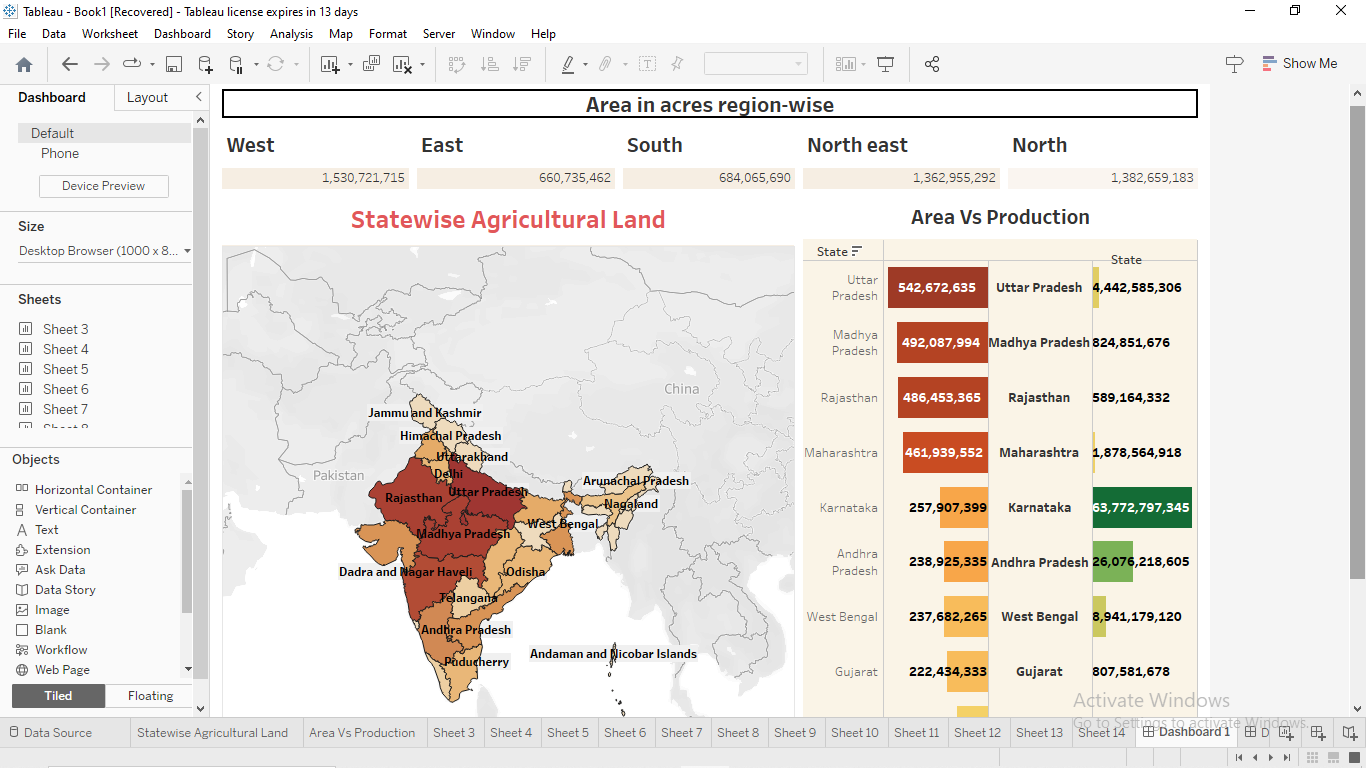 Tableau - Book1 [Recovered] - Tableau license expires in 13 days
File Data Worksheet Dashboard Story Analysis Map Format Server Window Help
Show Me
Dashboard Layout
Default
Phone
Device Preview
Size
Desktop Browser (1000 x 8...
Sheets
Sheet 3
Sheet 4
Sheet 5
Sheet 6
Sheet 7
Objects
Horizontal Container
Vertical Container
Text
Extension
Ask Data
Data Story
Image
Blank
Workflow
Web Page
Tiled Floating
Area in acres region-wise
West East South North east North
1,530,721,715 660,735,462 684,065,690 1,362,955,292 1,382,659,183
Statewise Agricultural Land
China
Jammu and Kashmir
Himachal Pradesh
Uttarakhand
Pakistan
Delhi
Arunachal Pradesh
Rajasthan
Uttar Pradesh
Nagaland
West Bengal
Madhya Pradesh
Dadra and Nagar Haveli
Odisha
Telangana
Andhra Pradesh
Andaman and Nicobar Islands
Puducherry
Area Vs Production
State
State
Uttar
Pradesh 542,672,635 Uttar Pradesh 4,442,585,306
Madhya
Pradesh 492,087,994 Madhya Pradesh 824,851,676
Rajasthan 486,453,365 Rajasthan 589,164,332
Maharashtra 461,939,552 Maharashtra 1,878,564,918
Karnataka 257,907,399 Karnataka 63,772,797,345
Andhra
Pradesh 238,925,335 Andhra Pradesh 26,076,218,605
West Bengal 237,682,265 West Bengal 8,941,179,120
Gujarat 222,434,333 Gujarat 807,581,678
Activate Windows
Go to Settings to activate Windows.
Data Source Statewise Agricultural Land Area Vs Production Sheet 3 Sheet 4 Sheet 5 Sheet 6 Sheet 7 Sheet 8 Sheet 9 Sheet 10 Sheet 11 Sheet 12 Sheet 13 Sheet 14 Dashboard 1 D